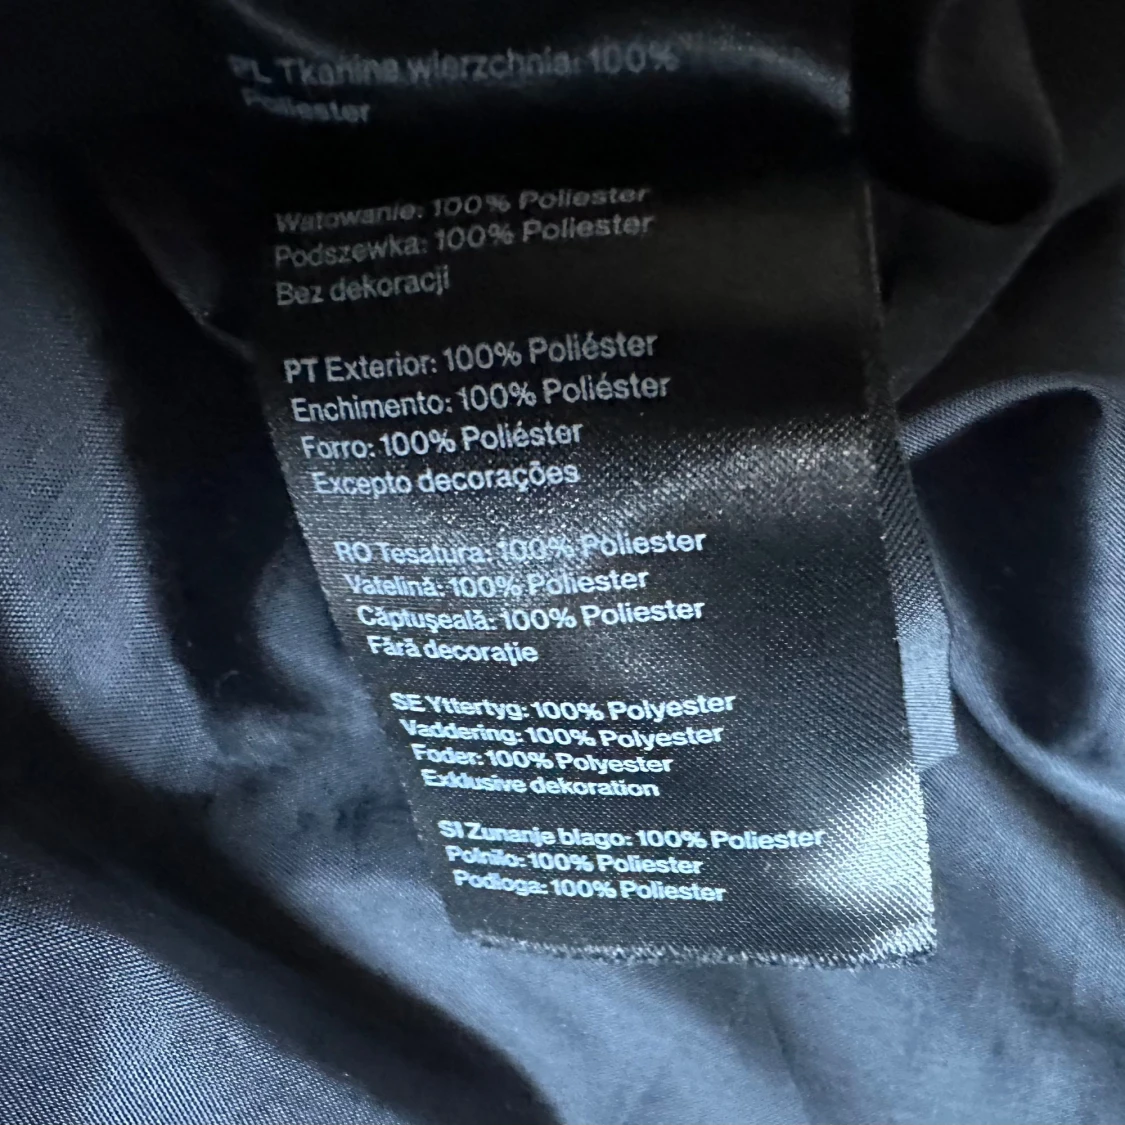 PL Tkanina wierzchnia: 100%
Poliester
Watowanie: 100% Poliester
Podszewka: 100% Poliester
Bez dekoracji
PT Exterior: 100% Poliéster
Enchimento: 100% Poliéster
Forro: 100% Poliéster
Excepto decorações
RO Tesatura: 100% Poliester
Vatelină: 100% Poliester
Căptuşeală: 100% Poliester
Fără decoraţie
SE Yttertyg: 100% Polyester
Vaddering: 100% Polyester
Foder: 100% Polyester
Exklusive dekoration
SI Zunanje blago: 100% Poliester
Polnilo: 100% Poliester
Podloga: 100% Poliester